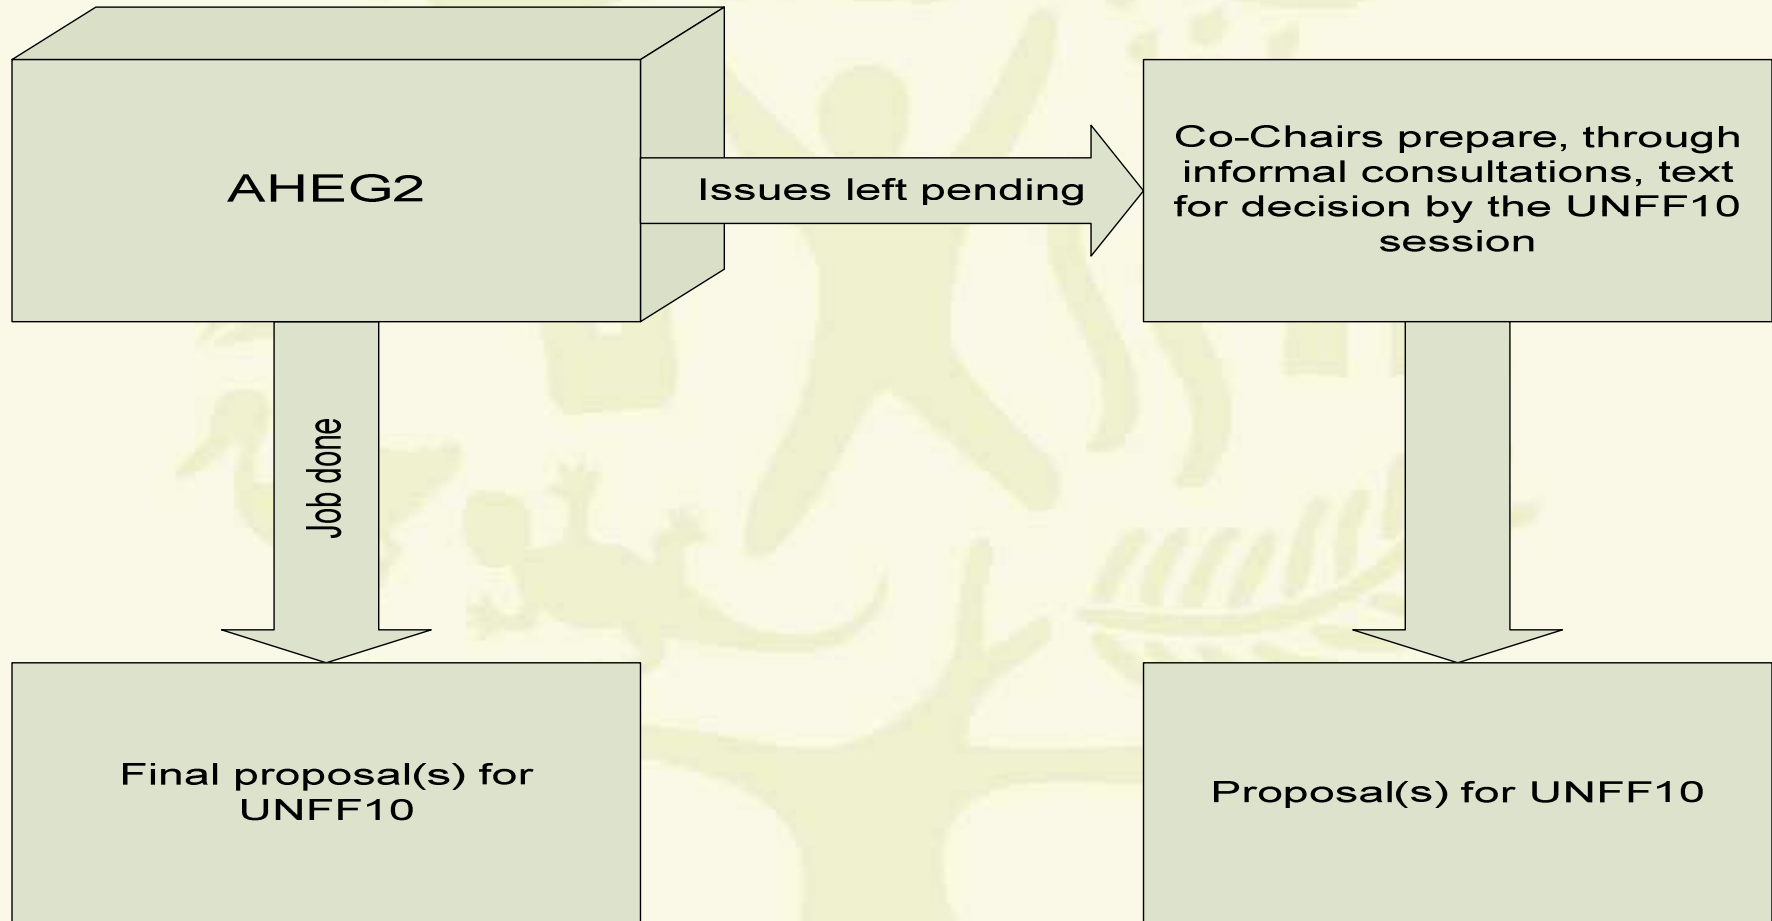 AHEG2
Issues left pending
Co-Chairs prepare, through
informal consultations, text
for decision by the UNFF10
session
Job done
Final proposal(s) for
UNFF10
Proposal(s) for UNFF10